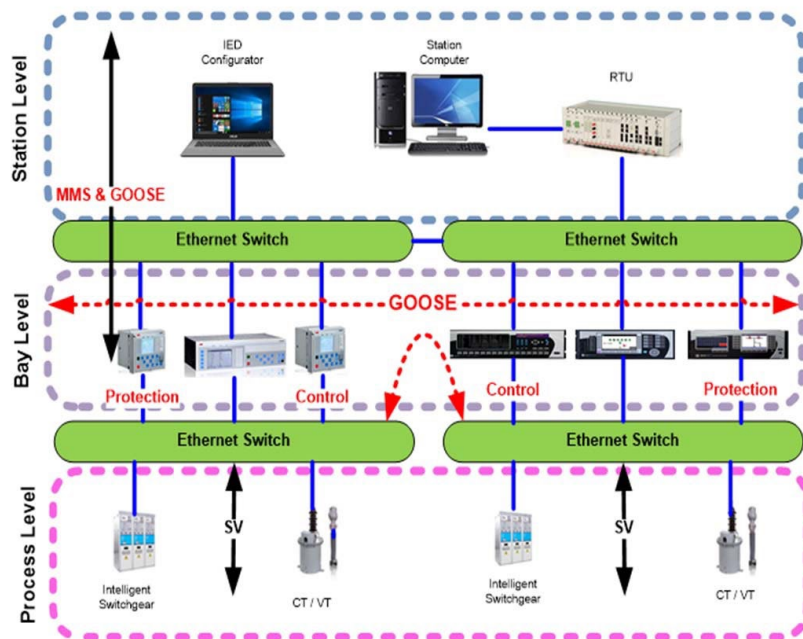 Station Level
IED
Configurator
Station
Computer
RTU
MMS & GOOSE
Ethernet Switch
Ethernet Switch
Bay Level
GOOSE
Protection
Control
Control
Protection
Ethernet Switch
Ethernet Switch
Process Level
SV
SV
Intelligent
Switchgear
CT / VT
Intelligent
Switchgear
CT / VT